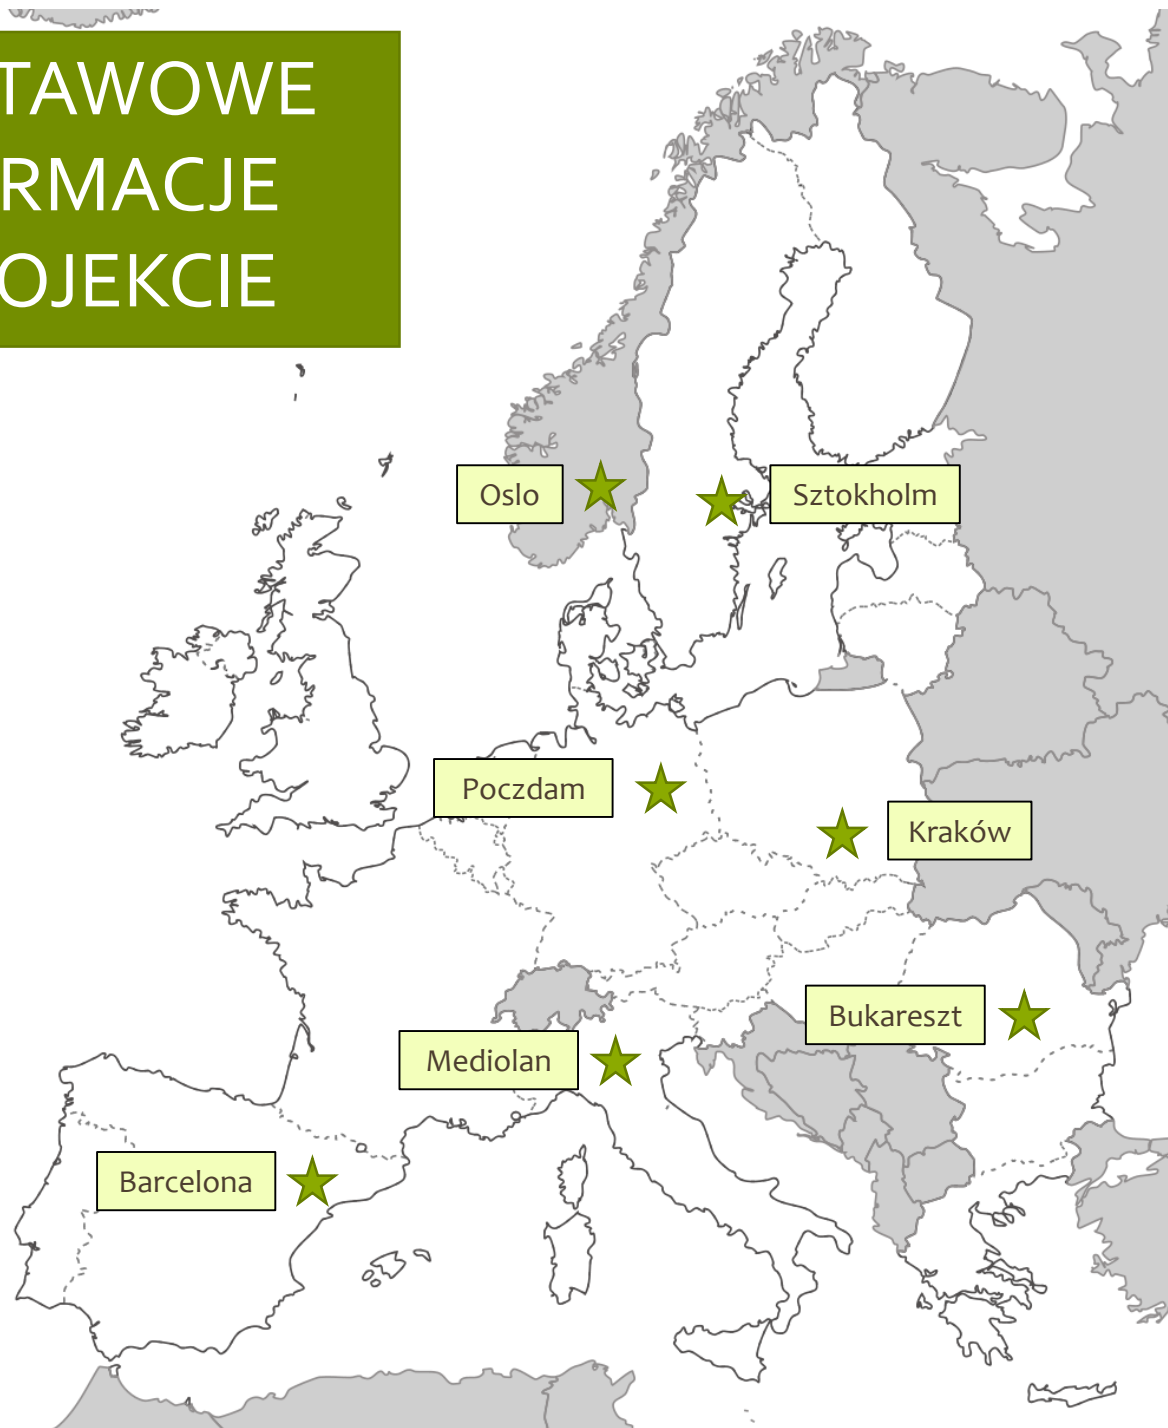 TAWOWE
RMACJE
OJEKCIE
Oslo
Sztokholm
Poczdam
Kraków
Bukareszt
Mediolan
Barcelona